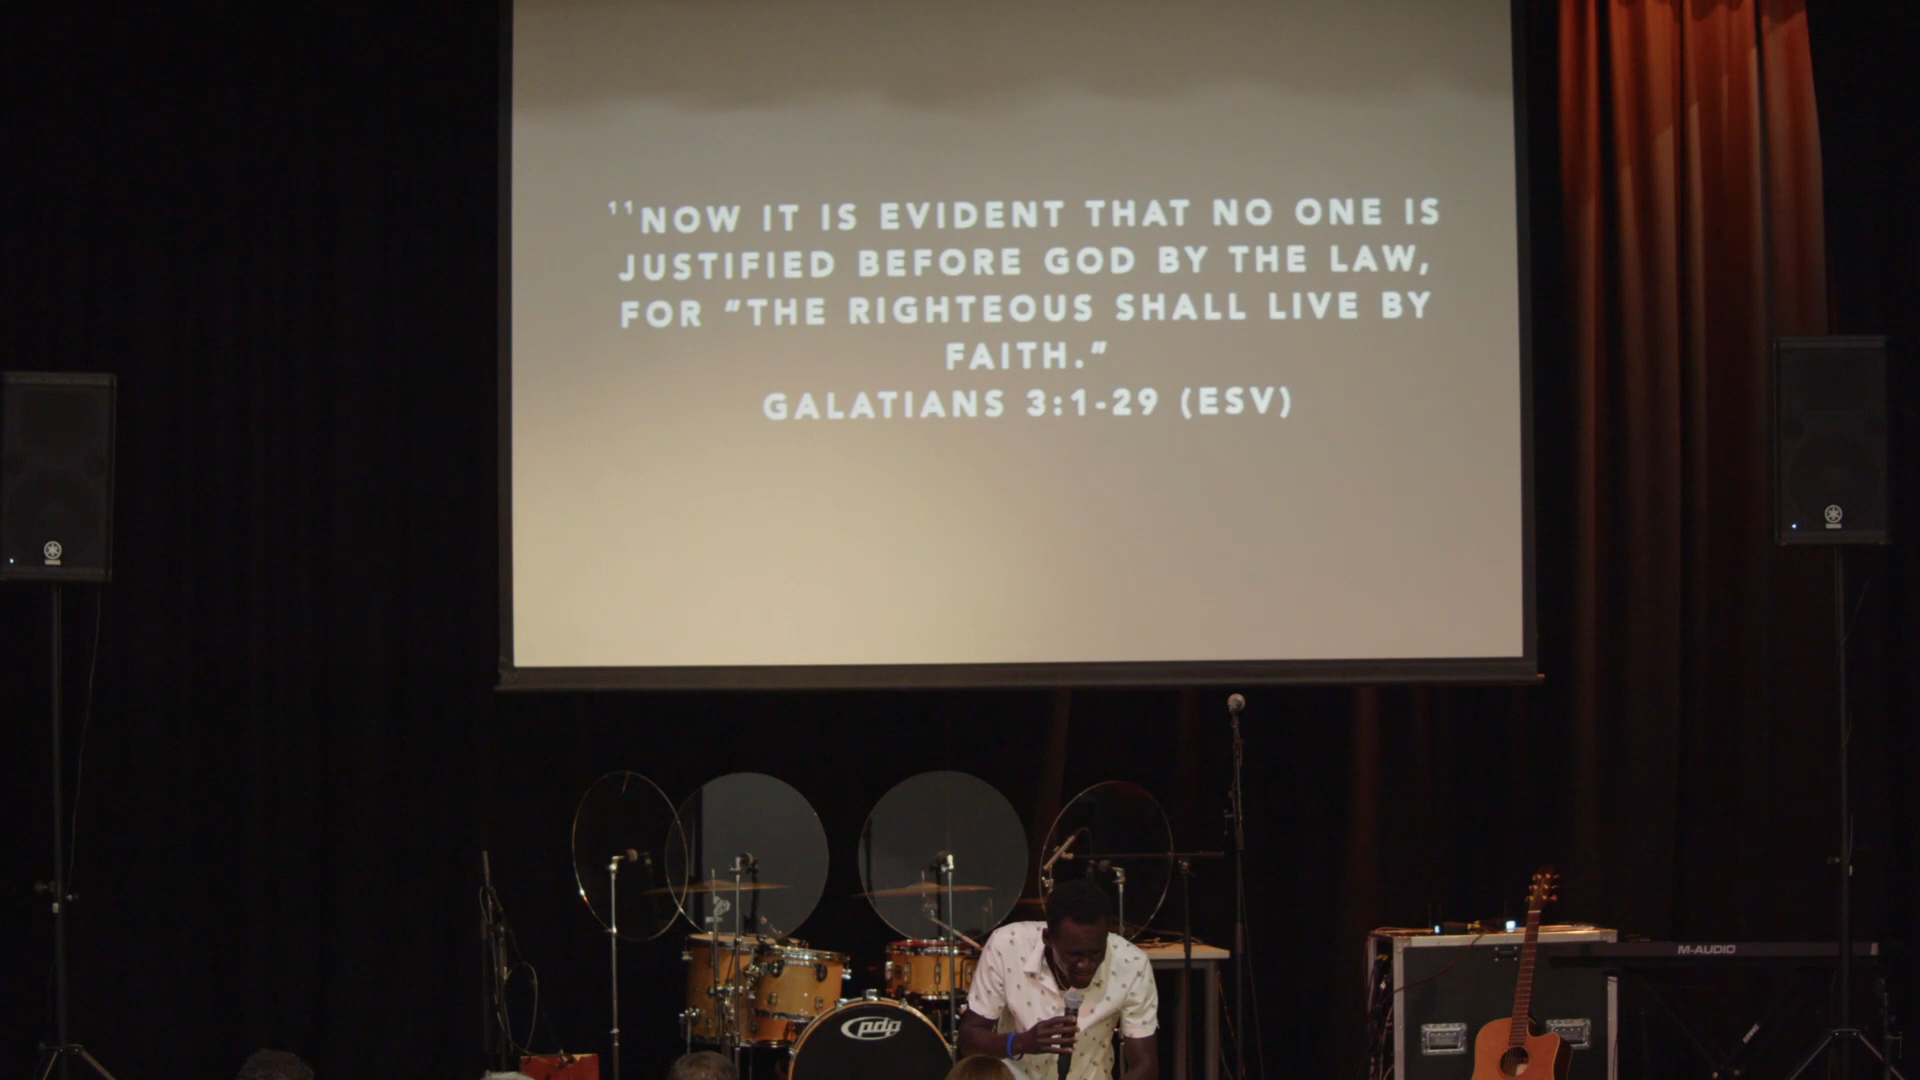 ¹¹NOW IT IS EVIDENT THAT NO ONE IS
JUSTIFIED BEFORE GOD BY THE LAW,
FOR "THE RIGHTEOUS SHALL LIVE BY
FAITH."
GALATIANS 3:1-29 (ESV)
M-AUDIO
pdp